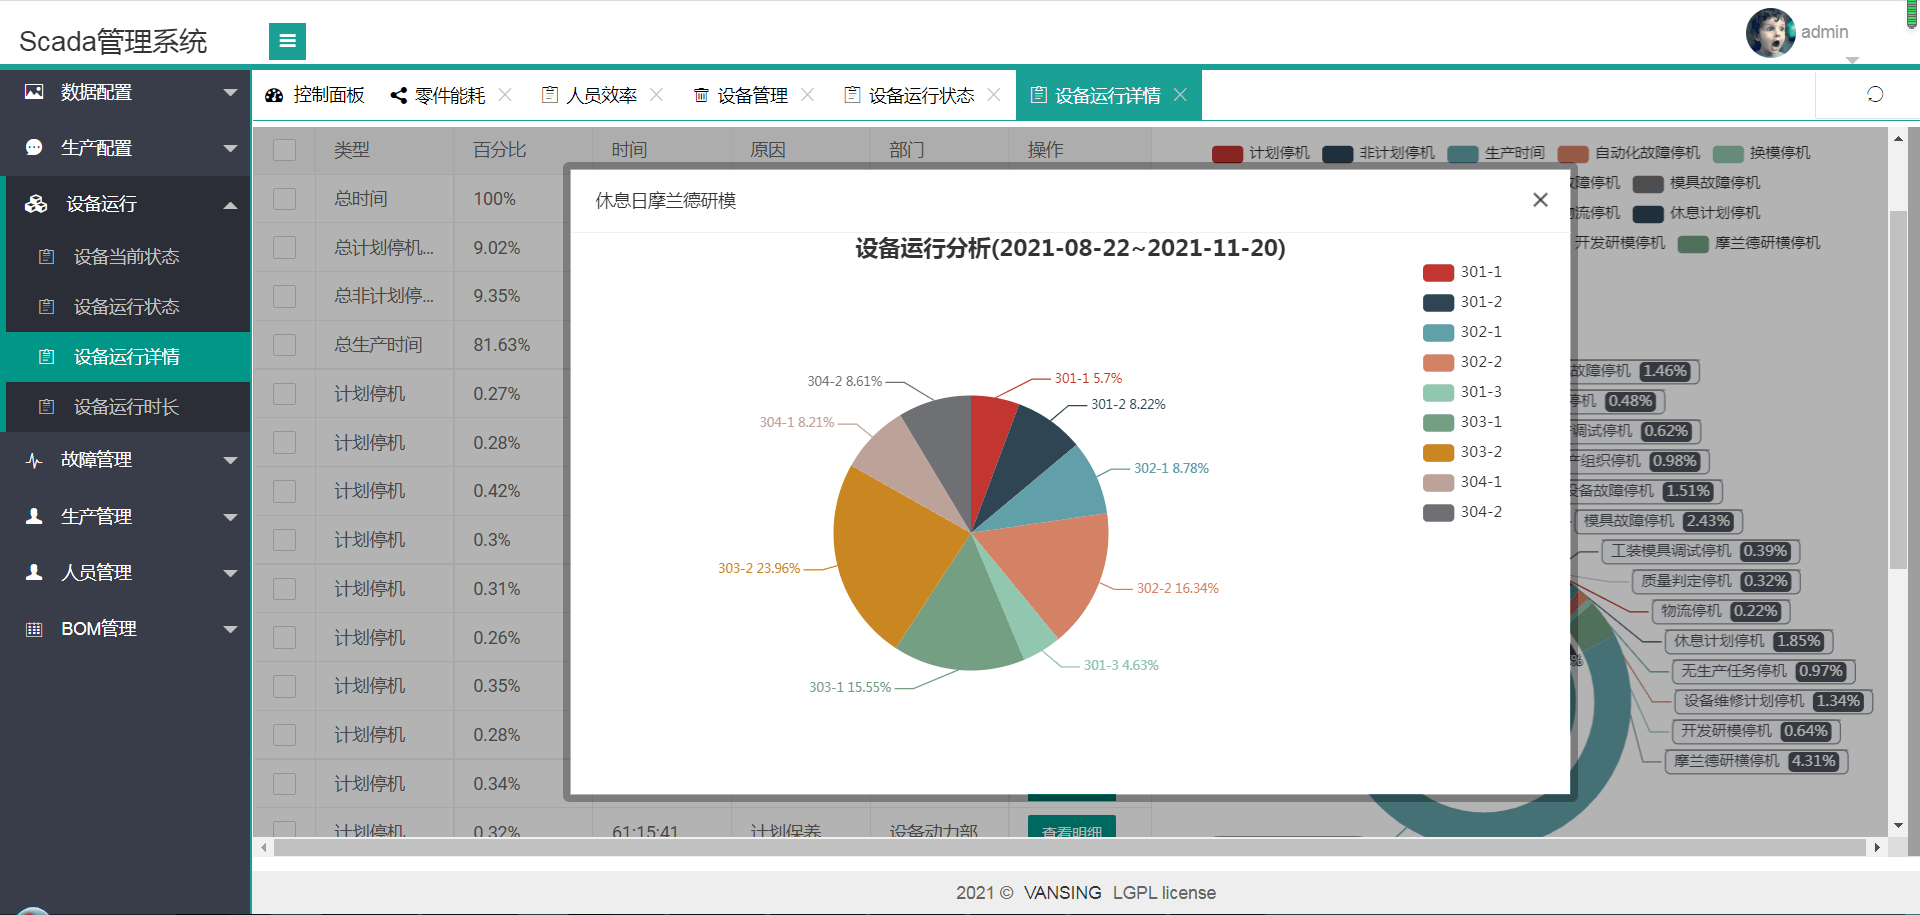 Scada管理系统
admin
数据配置
生产配置
设备运行
设备当前状态
设备运行状态
设备运行详情
设备运行时长
故障管理
生产管理
人员管理
BOM管理
控制面板 零件能耗 人员效率 设备管理 设备运行状态 设备运行详情
类型 百分比 时间 原因 部门 操作
总时间 100%
总计划停机... 9.02%
总非计划停... 9.35%
总生产时间 81.63%
计划停机 0.27%
计划停机 0.28%
计划停机 0.42%
计划停机 0.3%
计划停机 0.31%
计划停机 0.26%
计划停机 0.35%
计划停机 0.28%
计划停机 0.34%
计划停机 0.32% 61:15:41 计划保养 设备动力部 查看明细
计划停机 非计划停机 生产时间 自动化故障停机 换模停机
故障停机 模具故障停机
物流停机 休息计划停机
开发研模停机 摩兰德研模停机
休息日摩兰德研模
设备运行分析(2021-08-22~2021-11-20)
301-1
301-2
302-1
302-2
301-3
303-1
303-2
304-1
304-2
304-2 8.61%
301-1 5.7%
301-2 8.22%
304-1 8.21%
302-1 8.78%
303-2 23.96%
302-2 16.34%
301-3 4.63%
303-1 15.55%
故障停机 1.46%
停机 0.48%
调试停机 0.62%
产组织停机 0.98%
设备故障停机 1.51%
模具故障停机 2.43%
工装模具调试停机 0.39%
质量判定停机 0.32%
物流停机 0.22%
休息计划停机 1.85%
无生产任务停机 0.97%
设备维修计划停机 1.34%
开发研模停机 0.64%
摩兰德研模停机 4.31%
2021 © VANSING LGPL license